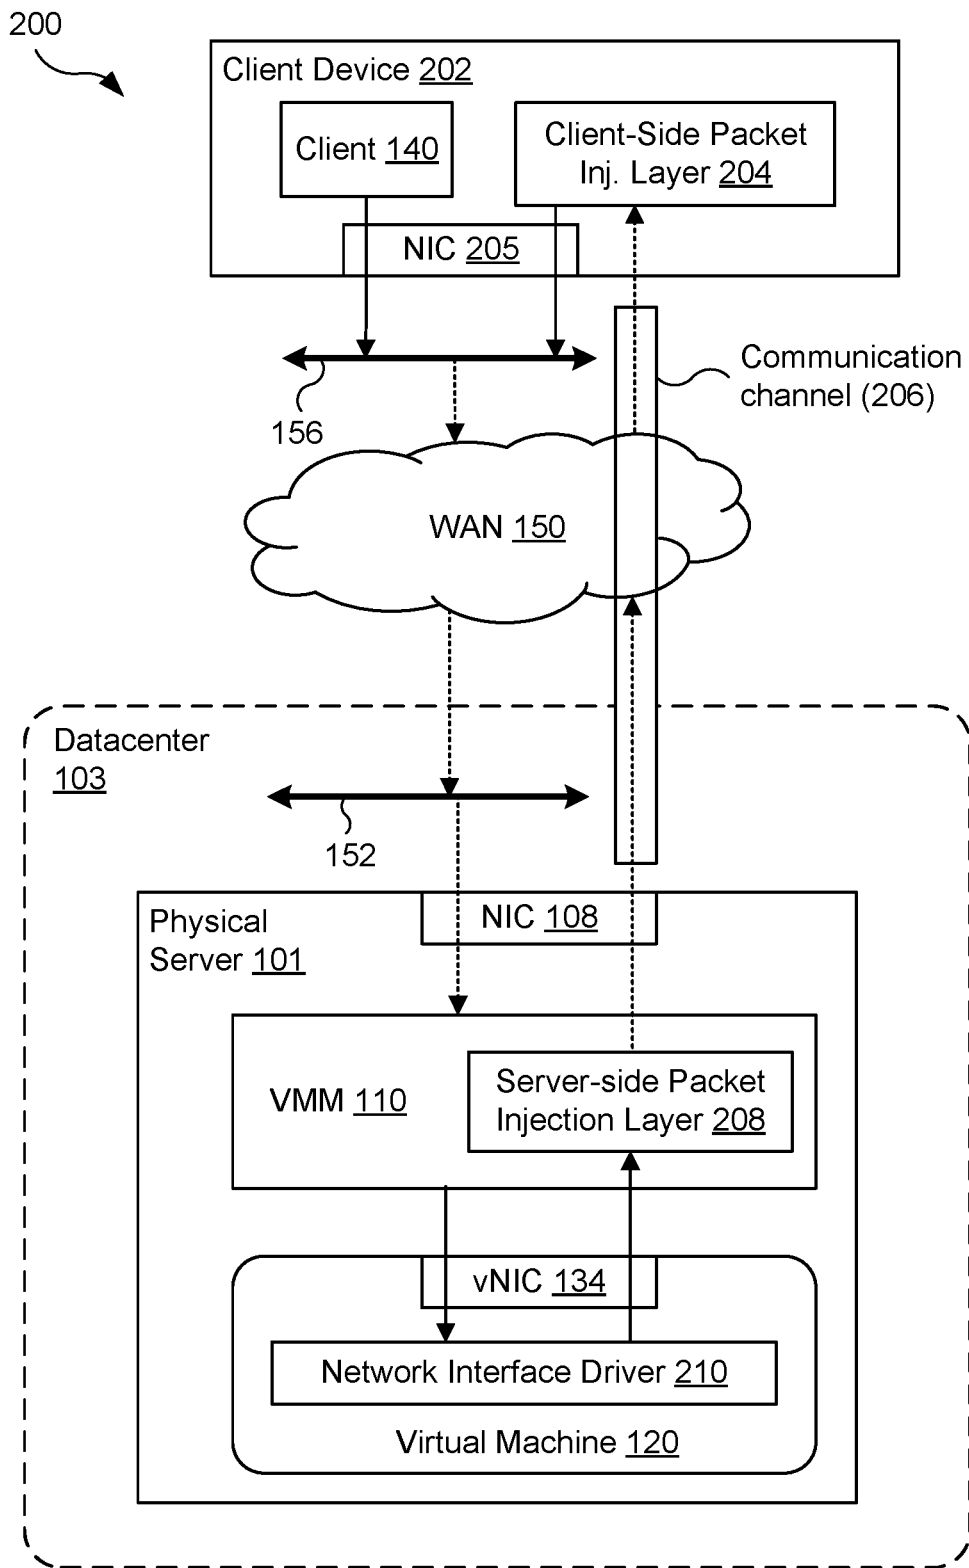 200
Client Device 202
Client 140
Client-Side Packet
Inj. Layer 204
NIC 205
Communication
channel (206)
156
WAN 150
Datacenter
103
152
Physical
Server 101
NIC 108
VMM 110
Server-side Packet
Injection Layer 208
vNIC 134
Network Interface Driver 210
Virtual Machine 120